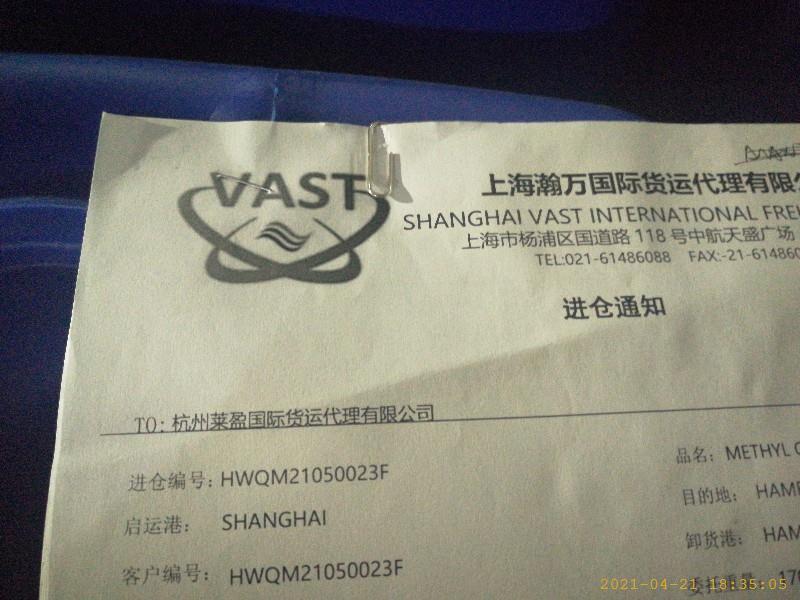 VAST
上海瀚万国际货运代理有限
SHANGHAI VAST INTERNATIONAL
上海市杨浦区国道路 118 号中航天盛广场
TEL:021-61486088 FAX:-21-61486
进仓通知
TO: 杭州莱盈国际货运代理有限公司
进仓编号: HWQM21050023F
品名: METHYL
启运港: SHANGHAI
目的地: HAM
客户编号: HWQM21050023F
卸货港: HAM
2021-04-21 18:35:05